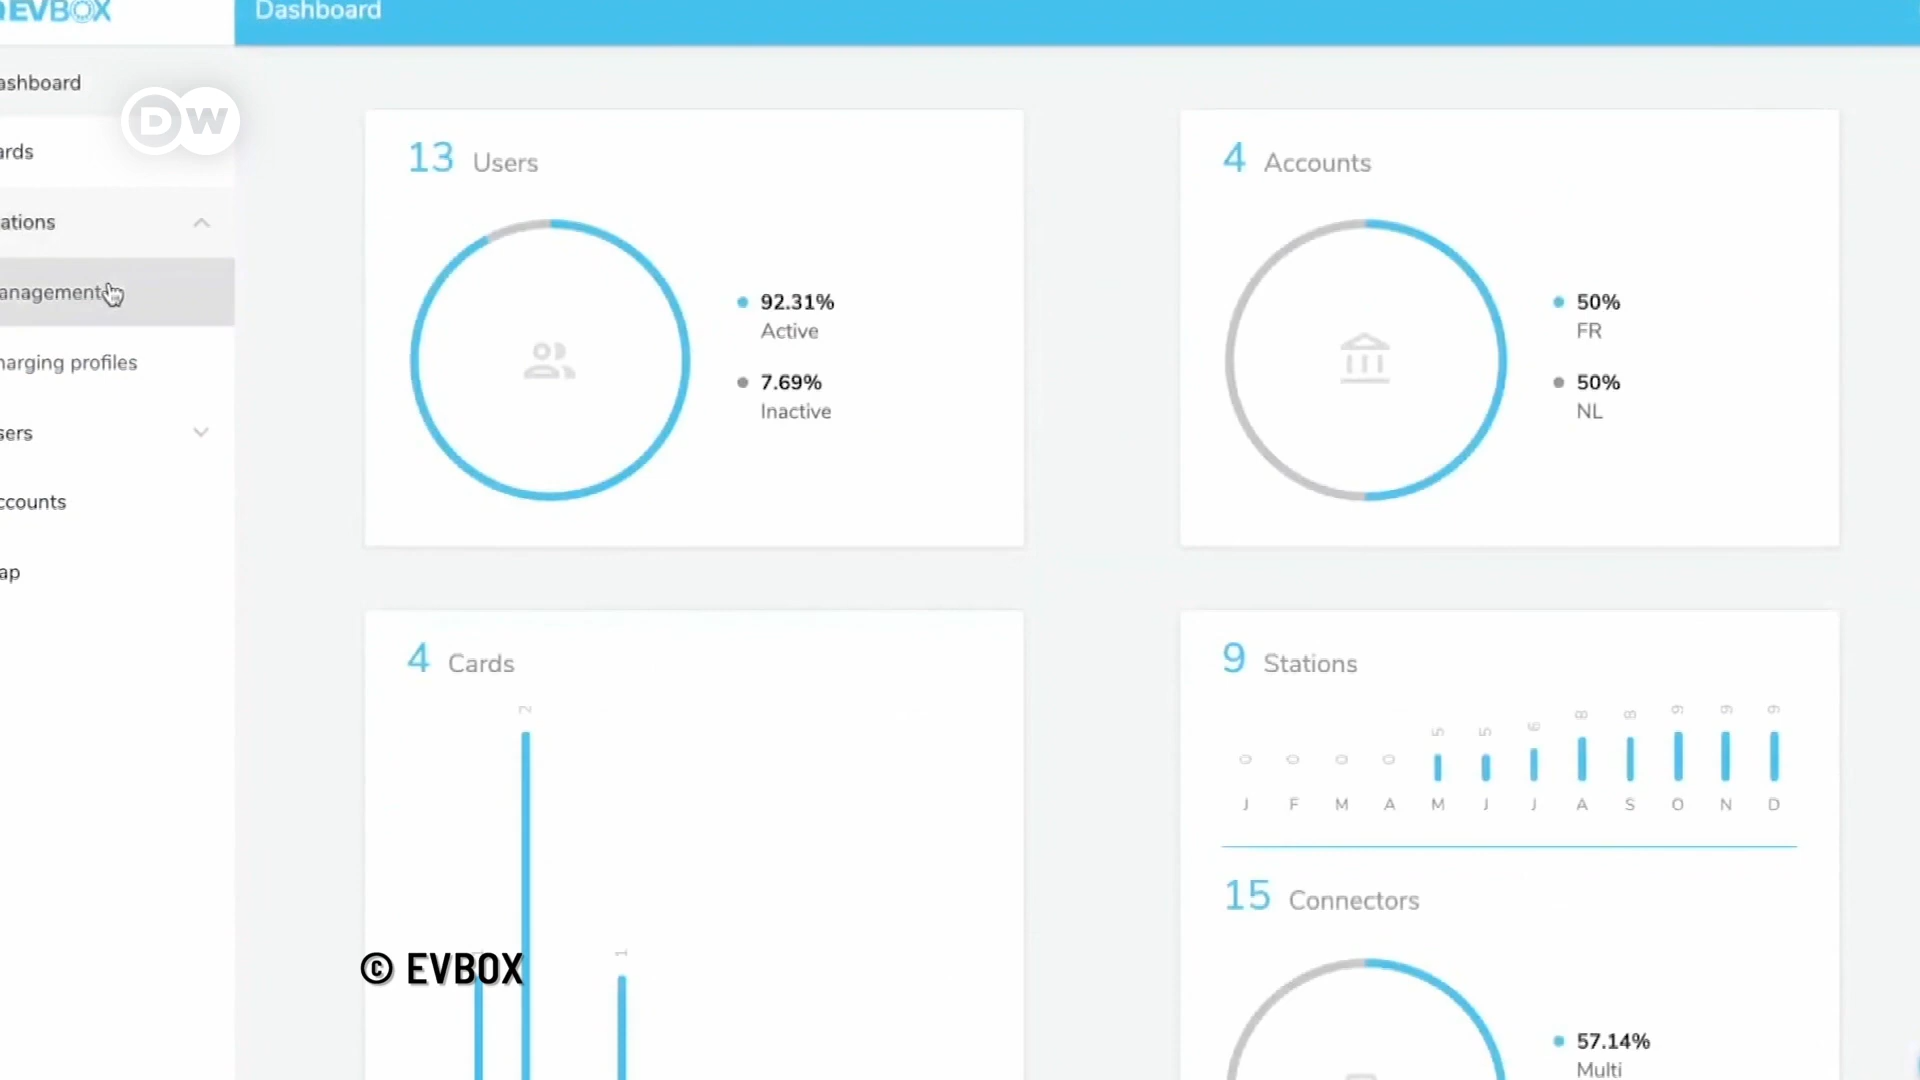 EVBOX
Dashboard
ashboard
DW
ards
ations
anagement
harging profiles
sers
ccounts
ap
13 Users
92.31%
Active
7.69%
Inactive
4 Accounts
50%
FR
50%
NL
4 Cards
2
1
© EVBOX
9 Stations
0 0 0 0 5 5 6 8 8 9 9 9
J F M A M J J A S O N D
15 Connectors
57.14%
Multi